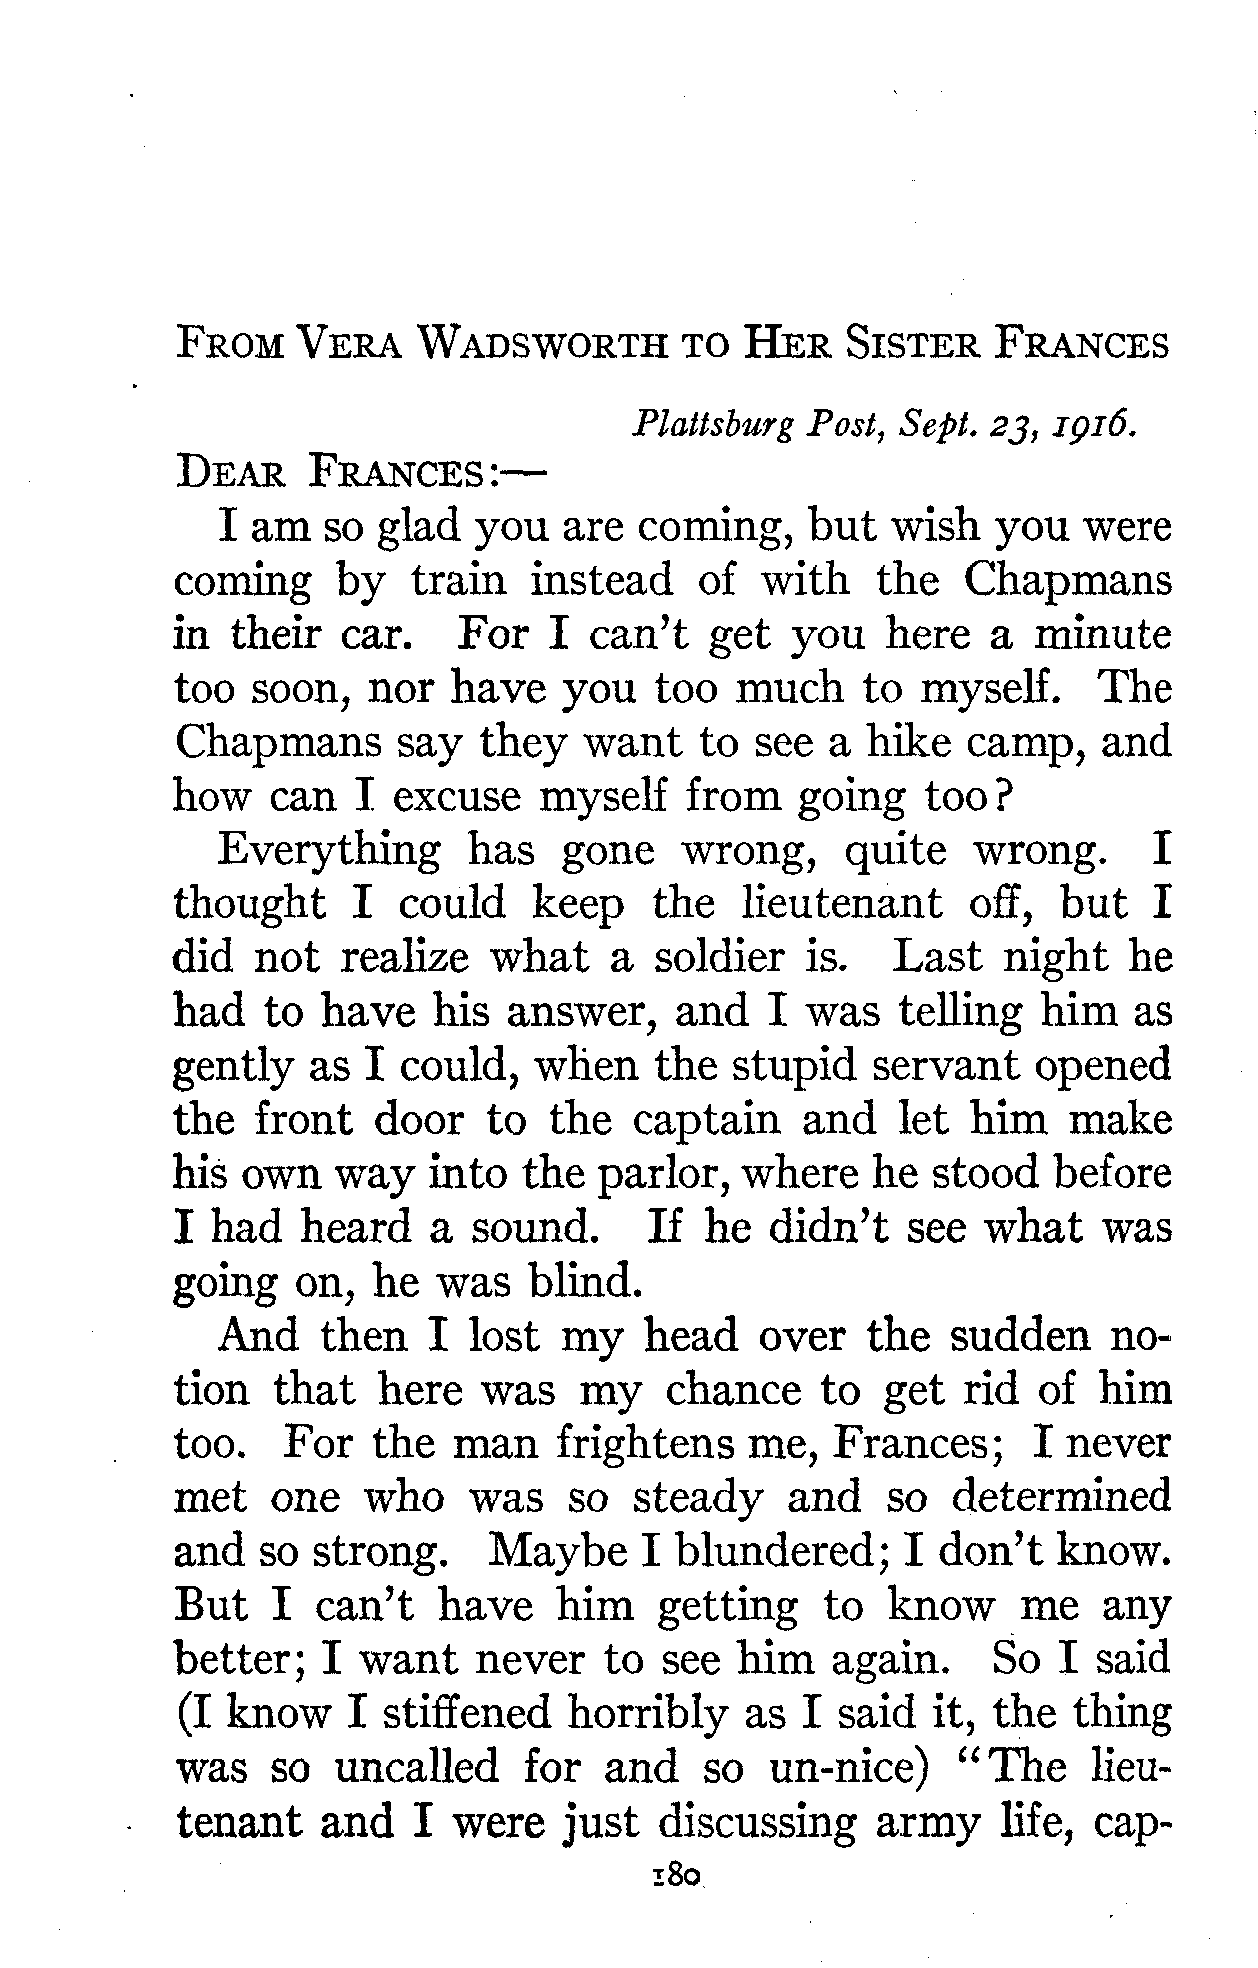 FROM VERA WADSWORTH TO HER SISTER FRANCES
Plattsburg Post, Sept. 23, 1916.
DEAR FRANCES:—
I am so glad you are coming, but wish you were
coming by train instead of with the Chapmans
in their car. For I can't get you here a minute
too soon, nor have you too much to myself. The
Chapmans say they want to see a hike camp, and
how can I excuse myself from going too?
Everything has gone wrong, quite wrong. I
thought I could keep the lieutenant off, but I
did not realize what a soldier is. Last night he
had to have his answer, and I was telling him as
gently as I could, when the stupid servant opened
the front door to the captain and let him make
his own way into the parlor, where he stood before
I had heard a sound. If he didn't see what was
going on, he was blind.
And then I lost my head over the sudden no-
tion that here was my chance to get rid of him
too. For the man frightens me, Frances; I never
met one who was so steady and so determined
and so strong. Maybe I blundered; I don't know.
But I can't have him getting to know me any
better; I want never to see him again. So I said
(I know I stiffened horribly as I said it, the thing
was so uncalled for and so un-nice) "The lieu-
tenant and I were just discussing army life, cap-
180